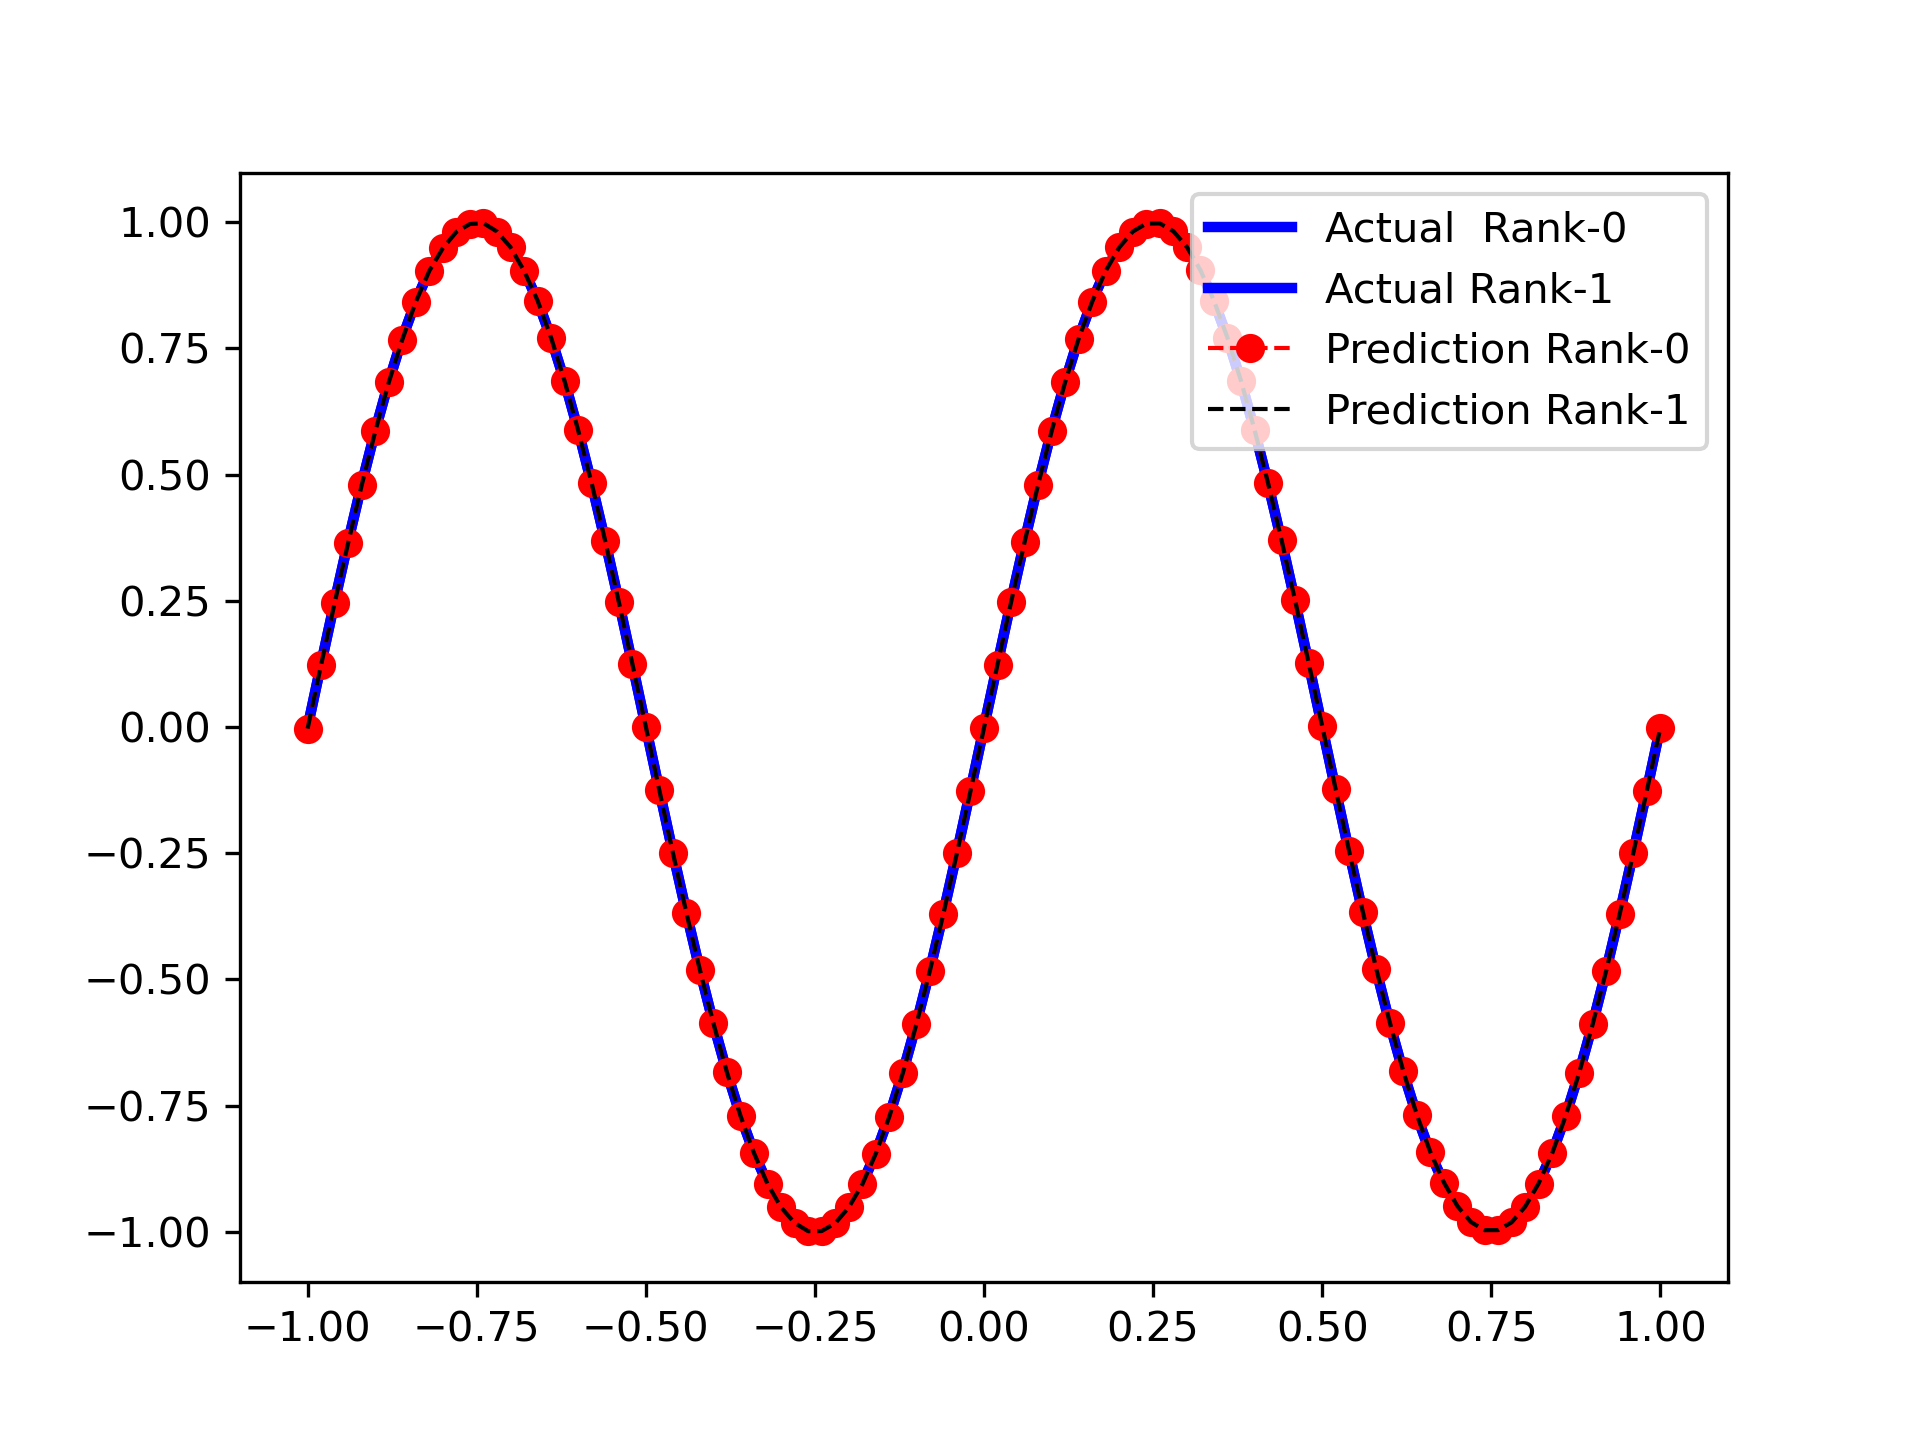 1.00
0.75
0.50
0.25
0.00
−0.25
−0.50
−0.75
−1.00
Actual  Rank-0
Actual Rank-1
Prediction Rank-0
Prediction Rank-1
−1.00 −0.75 −0.50 −0.25 0.00 0.25 0.50 0.75 1.00